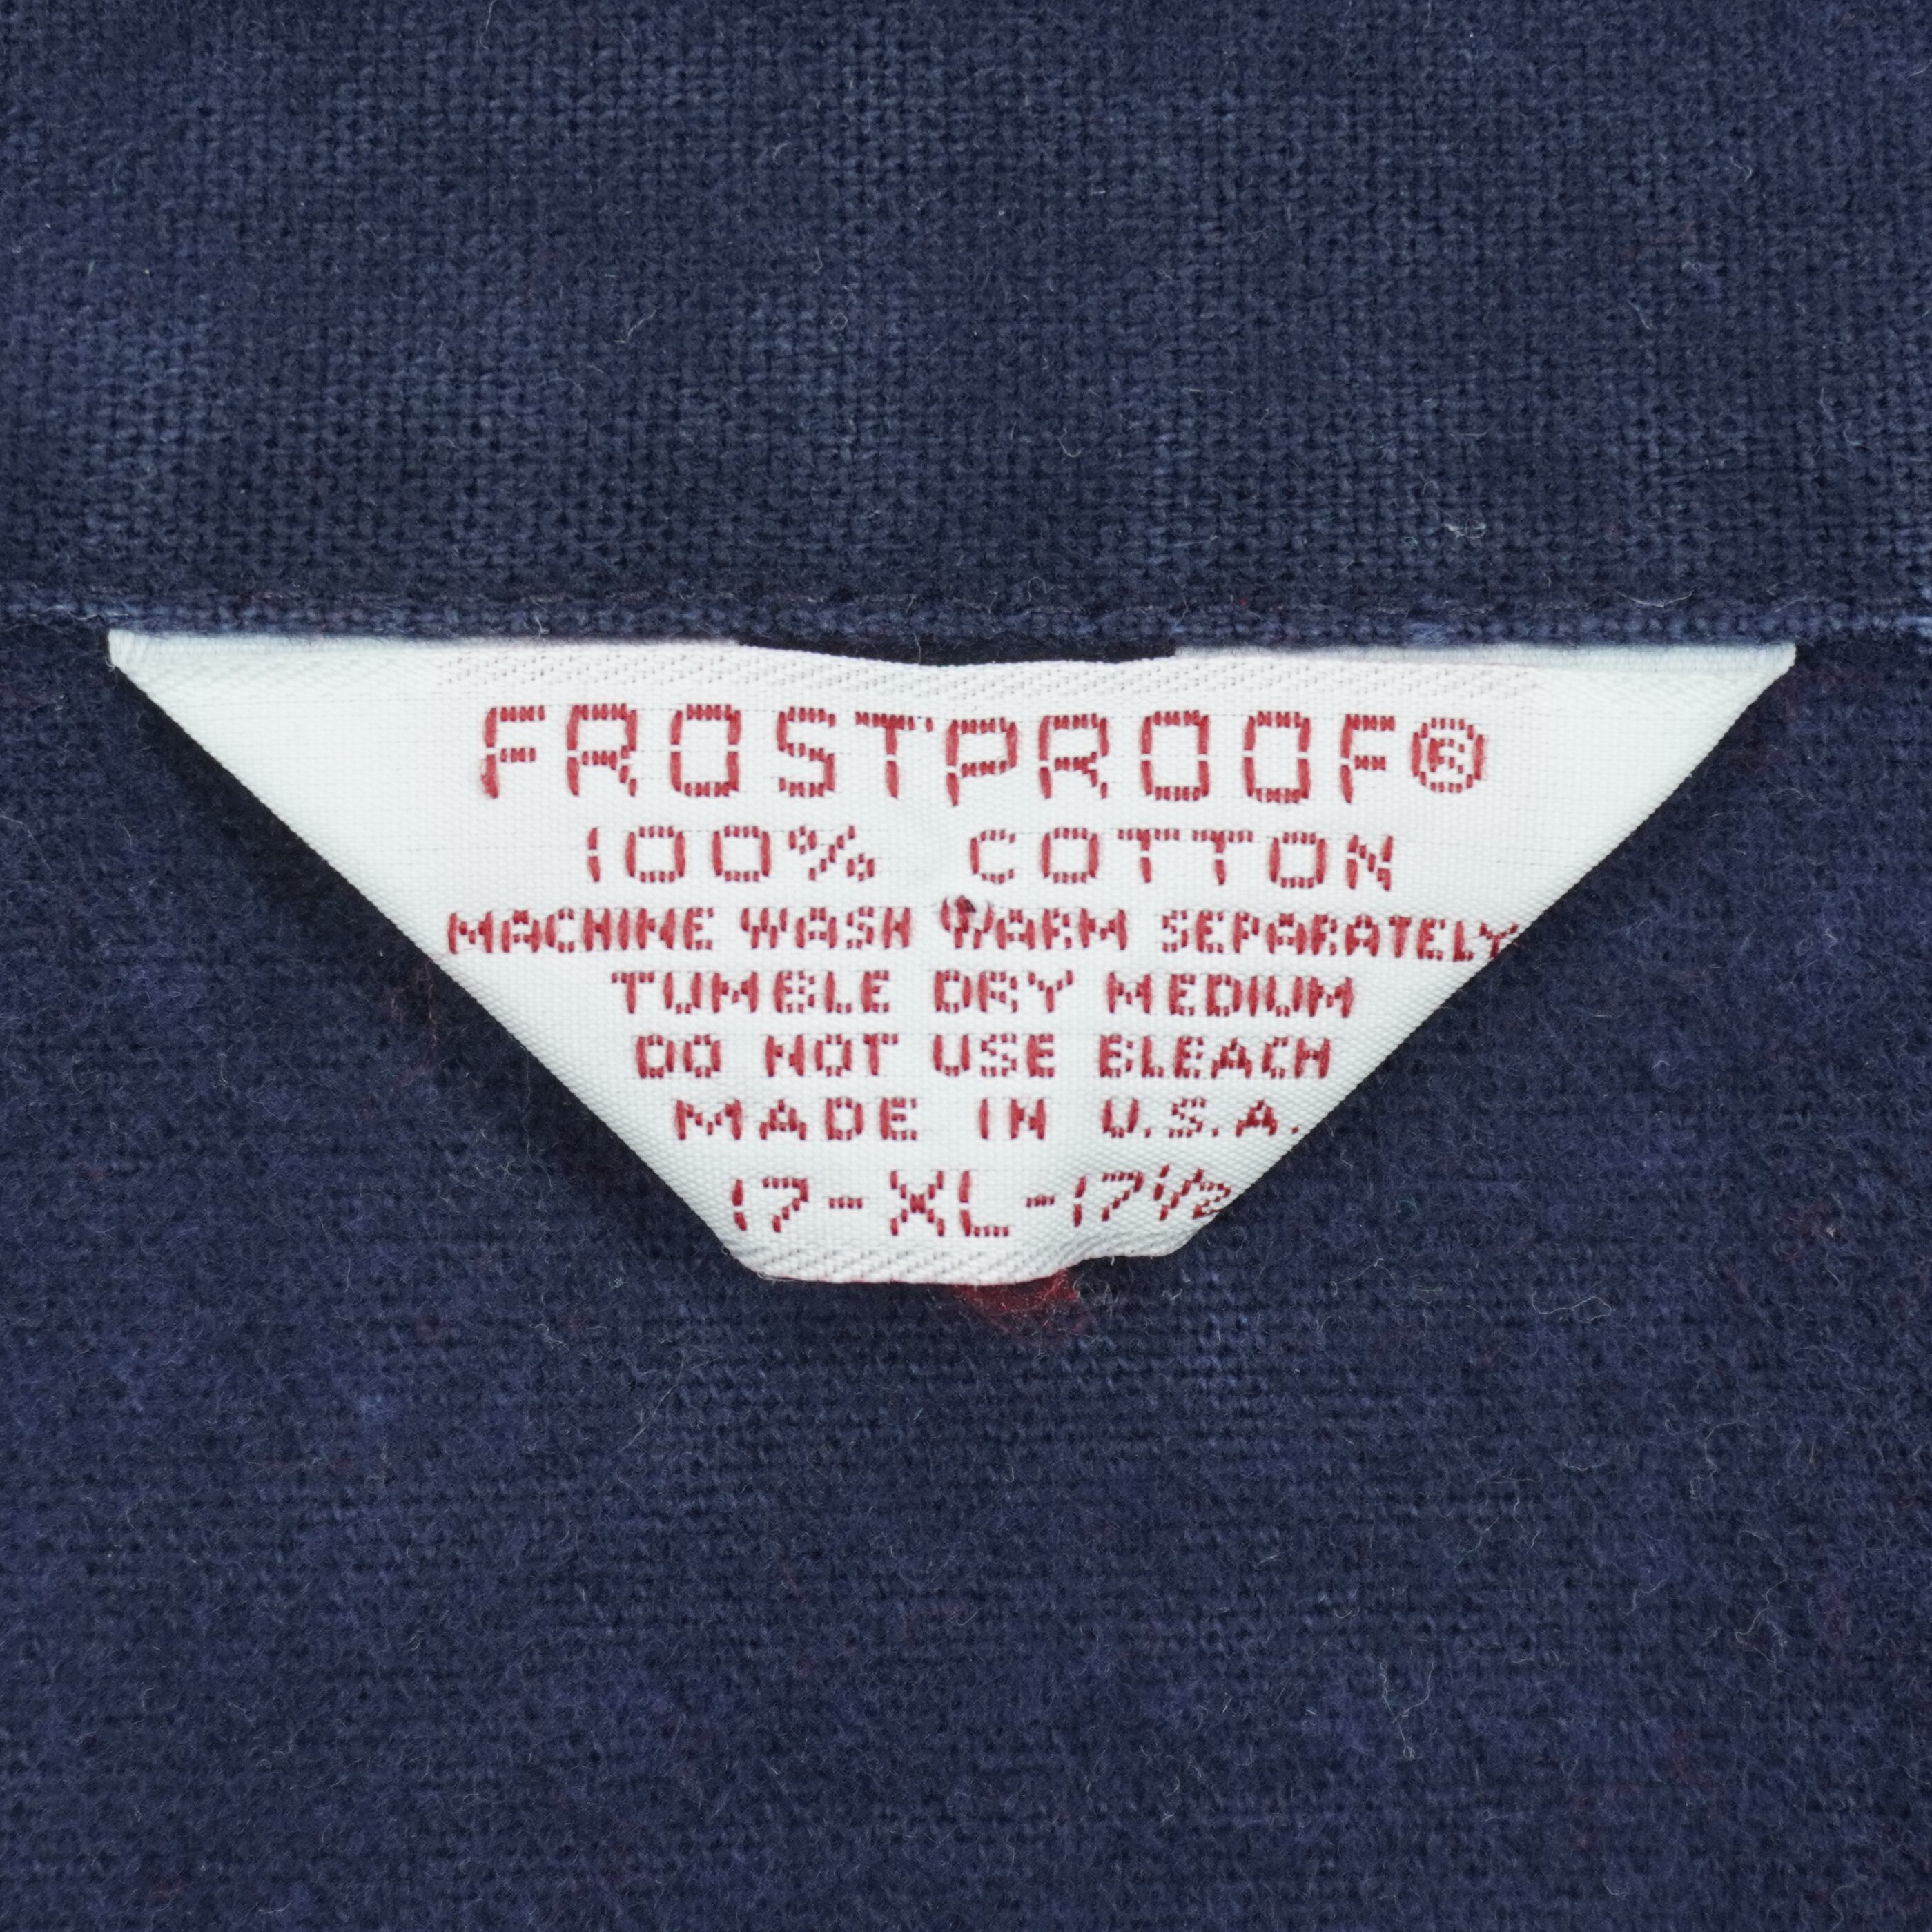 FROSTPROOF®
100% COTTON
MACHINE WASH WARM SEPARATELY
TUMBLE DRY MEDIUM
DO NOT USE BLEACH
MADE IN U.S.A.
17-XL-17½